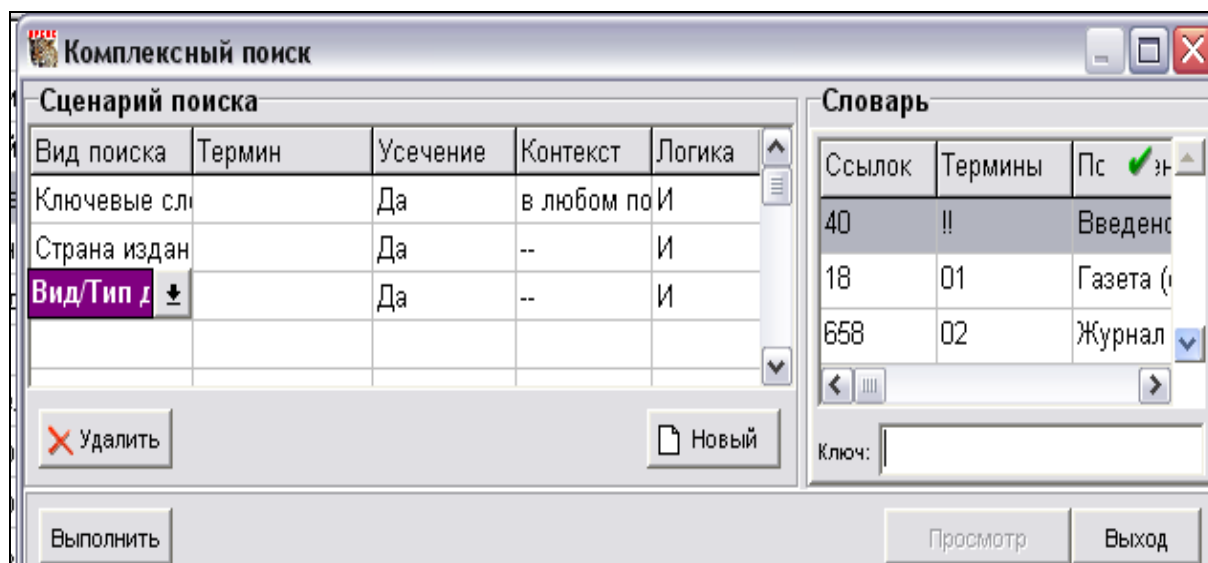 Комплексный поиск
Сценарий поиска
Вид поиска Термин Усечение Контекст Логика
Ключевые сл Да в любом по И
Страна издан Да -- И
Вид/Тип д Да -- И
Удалить Новый
Словарь
Ссылок Термины
40 !! Введено
18 01 Газета (
658 02 Журнал
Ключ:
Выполнить Просмотр Выход